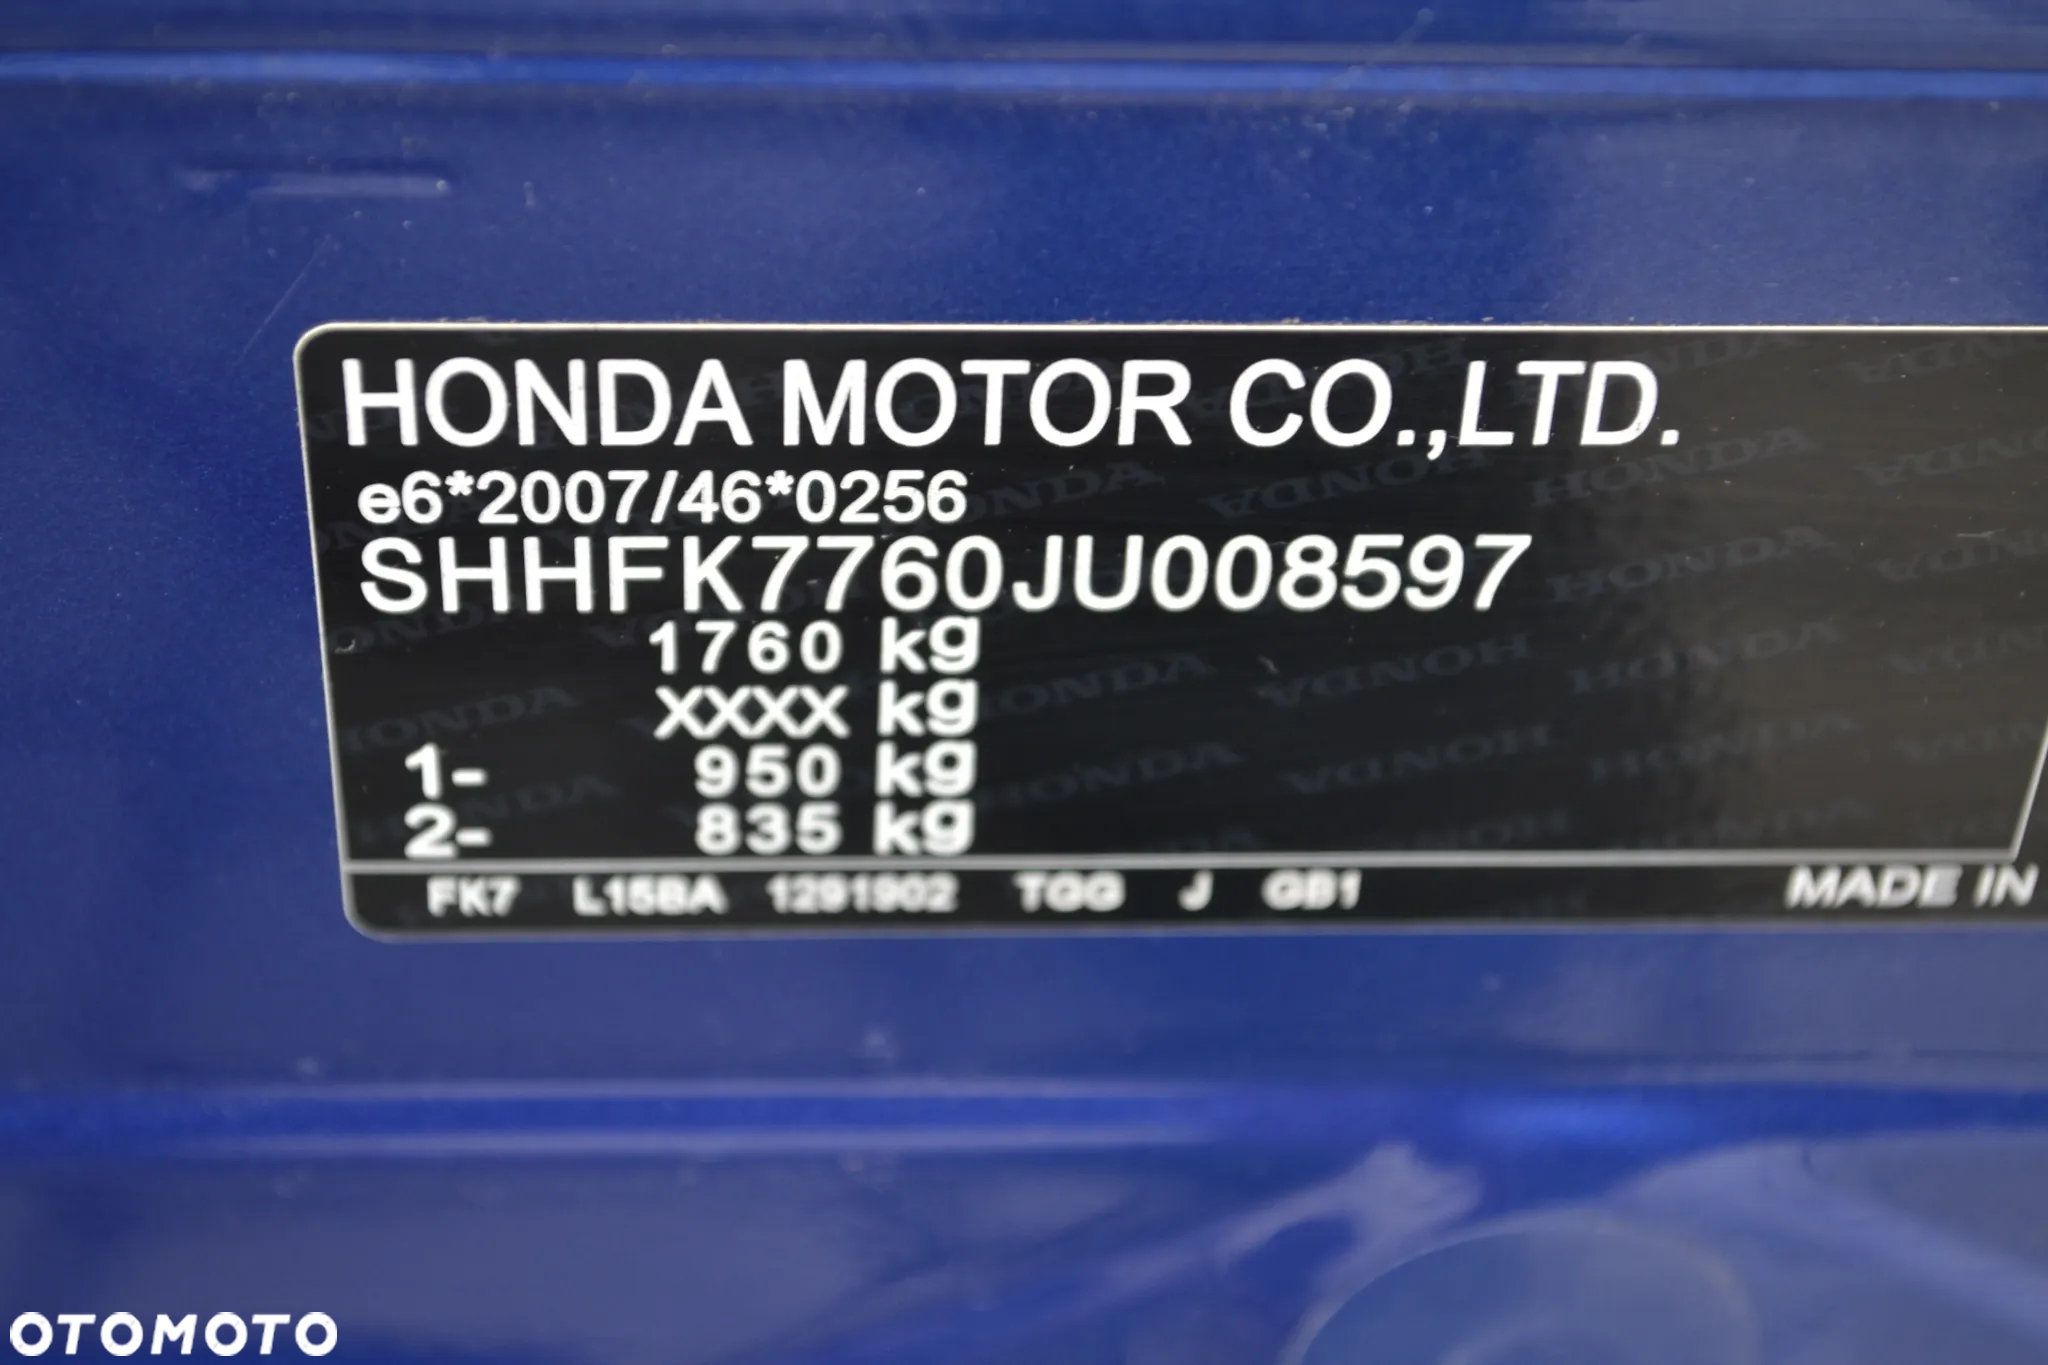 HONDA MOTOR CO.,LTD.
e6*2007/46*0256
SHHFK7760JU008597
1760 kg
XXXX kg
1- 950 kg
2- 835 kg
FK7 L15BA 1291902 TGG J GB1 MADE IN
OTOMOTO